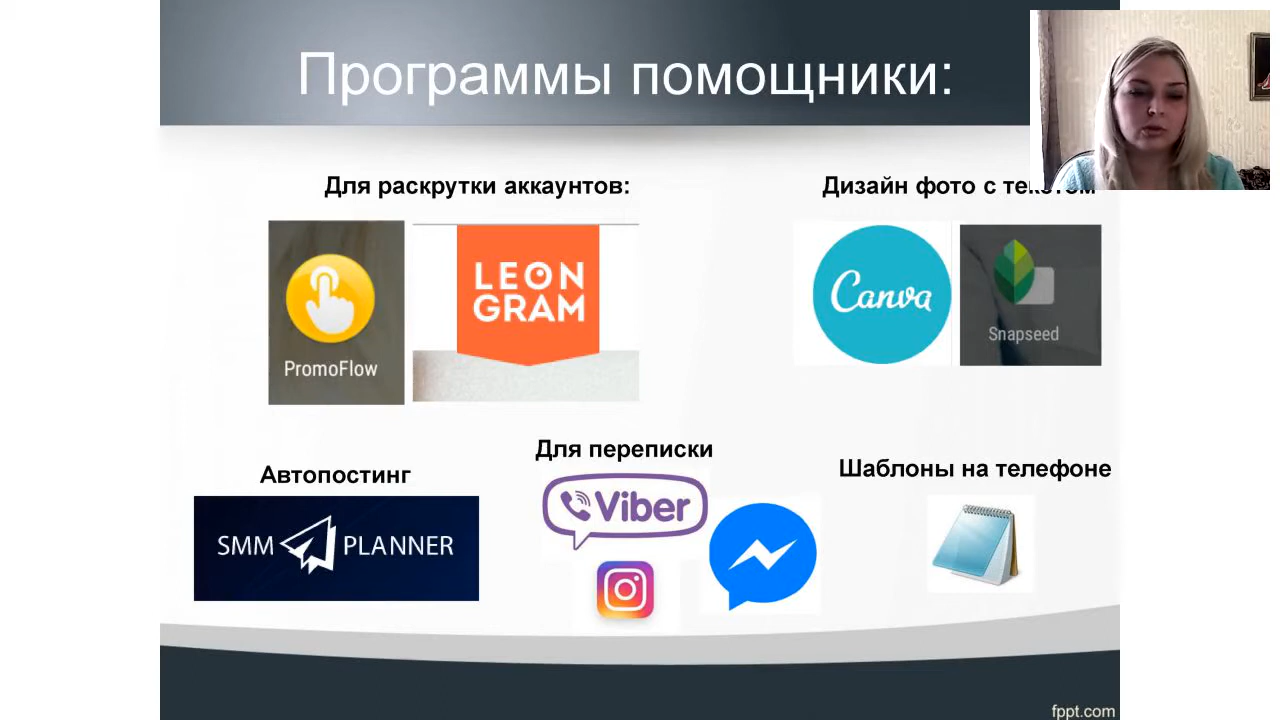 Программы помощники:
Для раскрутки аккаунтов:
Дизайн фото с текстом
PromoFlow
LEON
GRAM
Canva
Snapseed
Автопостинг
SMM PLANNER
Для переписки
Viber
Шаблоны на телефоне
fppt.com